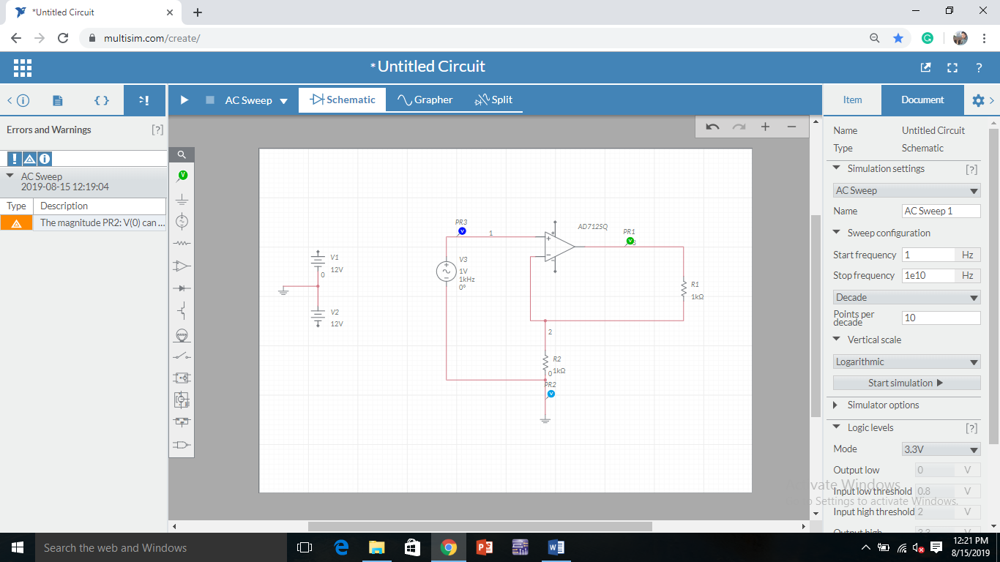 *Untitled Circuit
multisim.com/create/
*Untitled Circuit
?
AC Sweep
Schematic
Grapher
Split
Item
Document
Errors and Warnings
[?]
AC Sweep
2019-08-15 12:19:04
Type Description
The magnitude PR2: V(0) can ...
V
V1
12V
0
V2
12V
PR3
V
1
V3
1V
1kHz
0°
AD712SQ
PR1
V
R1
1kΩ
2
R2
1kΩ
0
PR2
V
Name Untitled Circuit
Type Schematic
Simulation settings [?]
AC Sweep
Name AC Sweep 1
Sweep configuration
Start frequency 1 Hz
Stop frequency 1e10 Hz
Decade
Points per decade 10
Vertical scale
Logarithmic
Start simulation
Simulator options
Logic levels [?]
Mode 3.3V
Output low 0 V
Input low threshold 0.8 V
Input high threshold 2 V
Output high 3.3 V
vate Windows
Settings to activate Windows.
Search the web and Windows
12:21 PM
8/15/2019